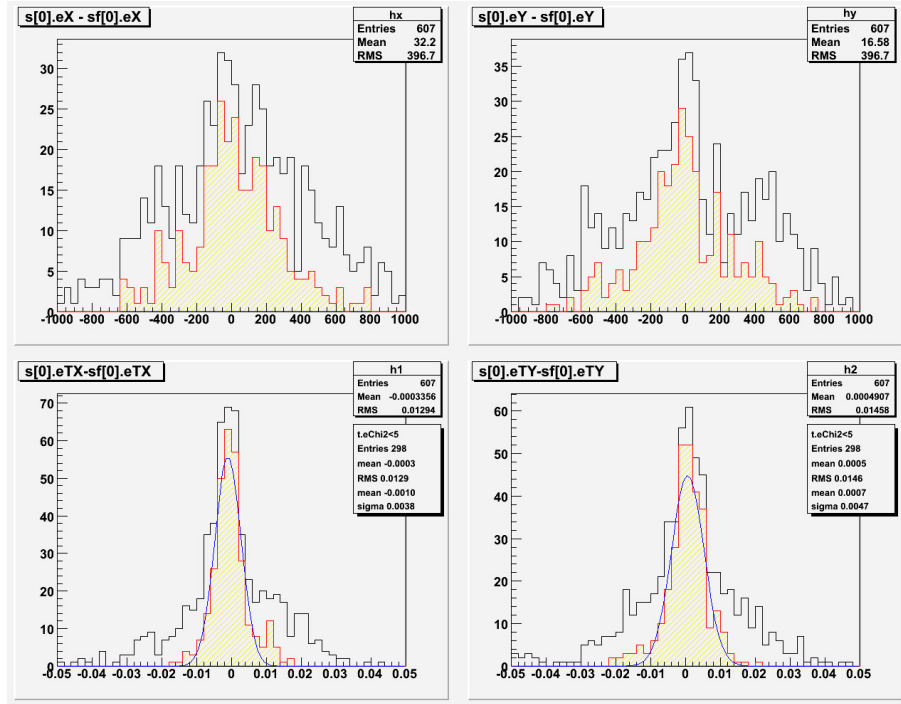 s[0].eX - sf[0].eX
hx
Entries 607
Mean 32.2
RMS 396.7
30
25
20
15
10
5
0
-1000 -800 -600 -400 -200 0 200 400 600 800 1000
s[0].eY - sf[0].eY
hy
Entries 607
Mean 16.58
RMS 396.7
35
30
25
20
15
10
5
0
-1000 -800 -600 -400 -200 0 200 400 600 800 1000
s[0].eTX-sf[0].eTX
h1
Entries 607
Mean -0.0003356
RMS 0.01294
t.eChi2<5
Entries 298
mean -0.0003
RMS 0.0129
mean -0.0010
sigma 0.0038
70
60
50
40
30
20
10
0
-0.05 -0.04 -0.03 -0.02 -0.01 0 0.01 0.02 0.03 0.04 0.05
s[0].eTY-sf[0].eTY
h2
Entries 607
Mean 0.0004907
RMS 0.01458
t.eChi2<5
Entries 298
mean 0.0005
RMS 0.0146
mean 0.0007
sigma 0.0047
60
50
40
30
20
10
0
-0.05 -0.04 -0.03 -0.02 -0.01 0 0.01 0.02 0.03 0.04 0.05